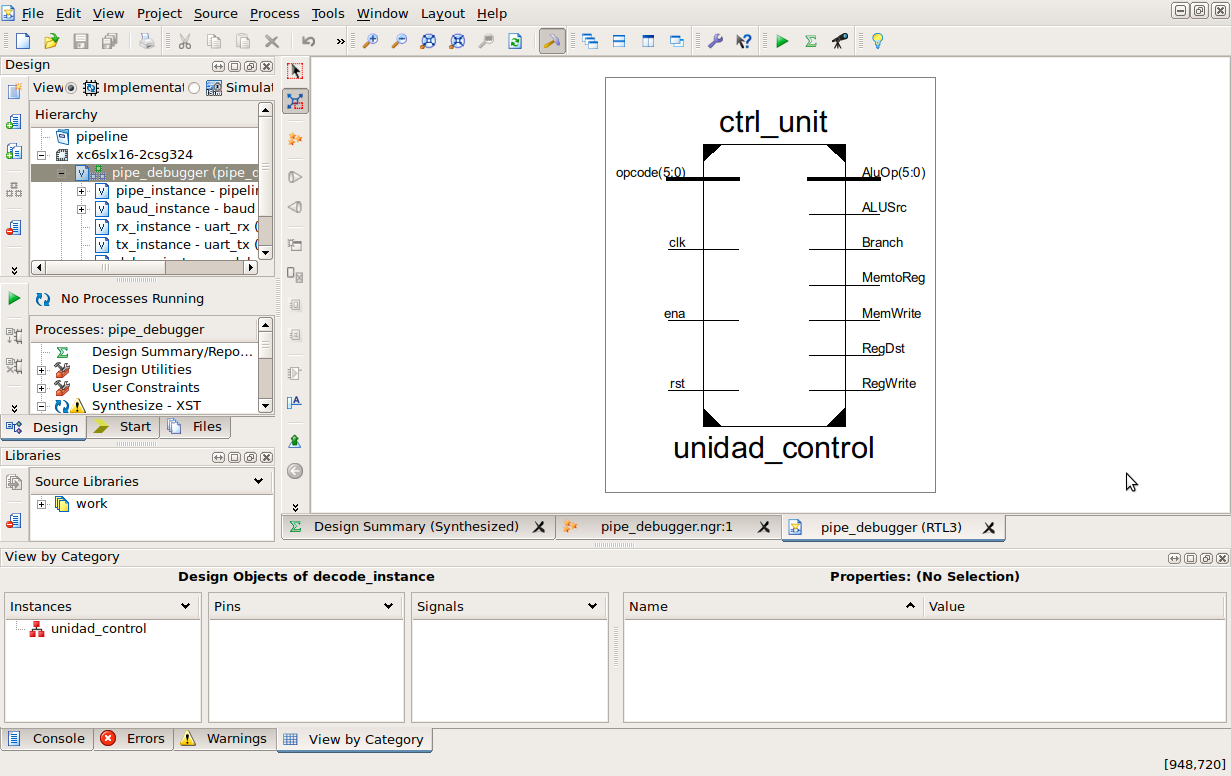 File Edit View Project Source Process Tools Window Layout Help
»
Design
View Implementat Simulat
Hierarchy
pipeline
xc6slx16-2csg324
pipe_debugger (pipe_d
pipe_instance - pipelin
baud_instance - baud
rx_instance - uart_rx (
tx_instance - uart_tx (
No Processes Running
Processes: pipe_debugger
Design Summary/Repo...
Design Utilities
User Constraints
Synthesize - XST
Design Start Files
Libraries
Source Libraries
work
ctrl_unit
opcode(5:0) AluOp(5:0)
ALUSrc
clk Branch
MemtoReg
ena MemWrite
RegDst
rst RegWrite
unidad_control
Design Summary (Synthesized) pipe_debugger.ngr:1 pipe_debugger (RTL3)
View by Category
Design Objects of decode_instance Properties: (No Selection)
Instances Pins Signals Name Value
unidad_control
Console Errors Warnings View by Category
[948,720]